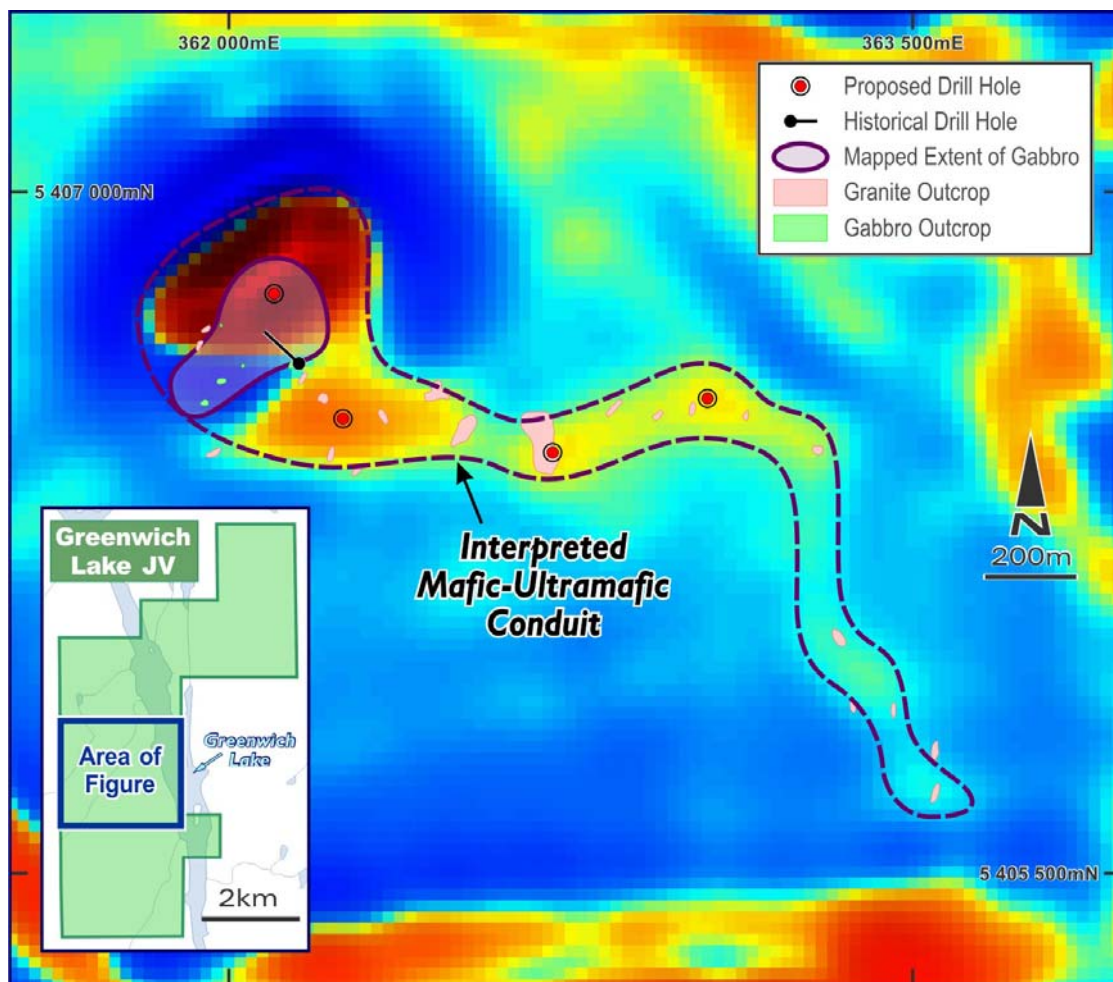 362 000mE
363 500mE
5 407 000mN
Proposed Drill Hole
Historical Drill Hole
Mapped Extent of Gabbro
Granite Outcrop
Gabbro Outcrop
N
200m
Interpreted
Mafic-Ultramafic
Conduit
Greenwich
Lake JV
Greenwich
Lake
Area of
Figure
2km
5 405 500mN